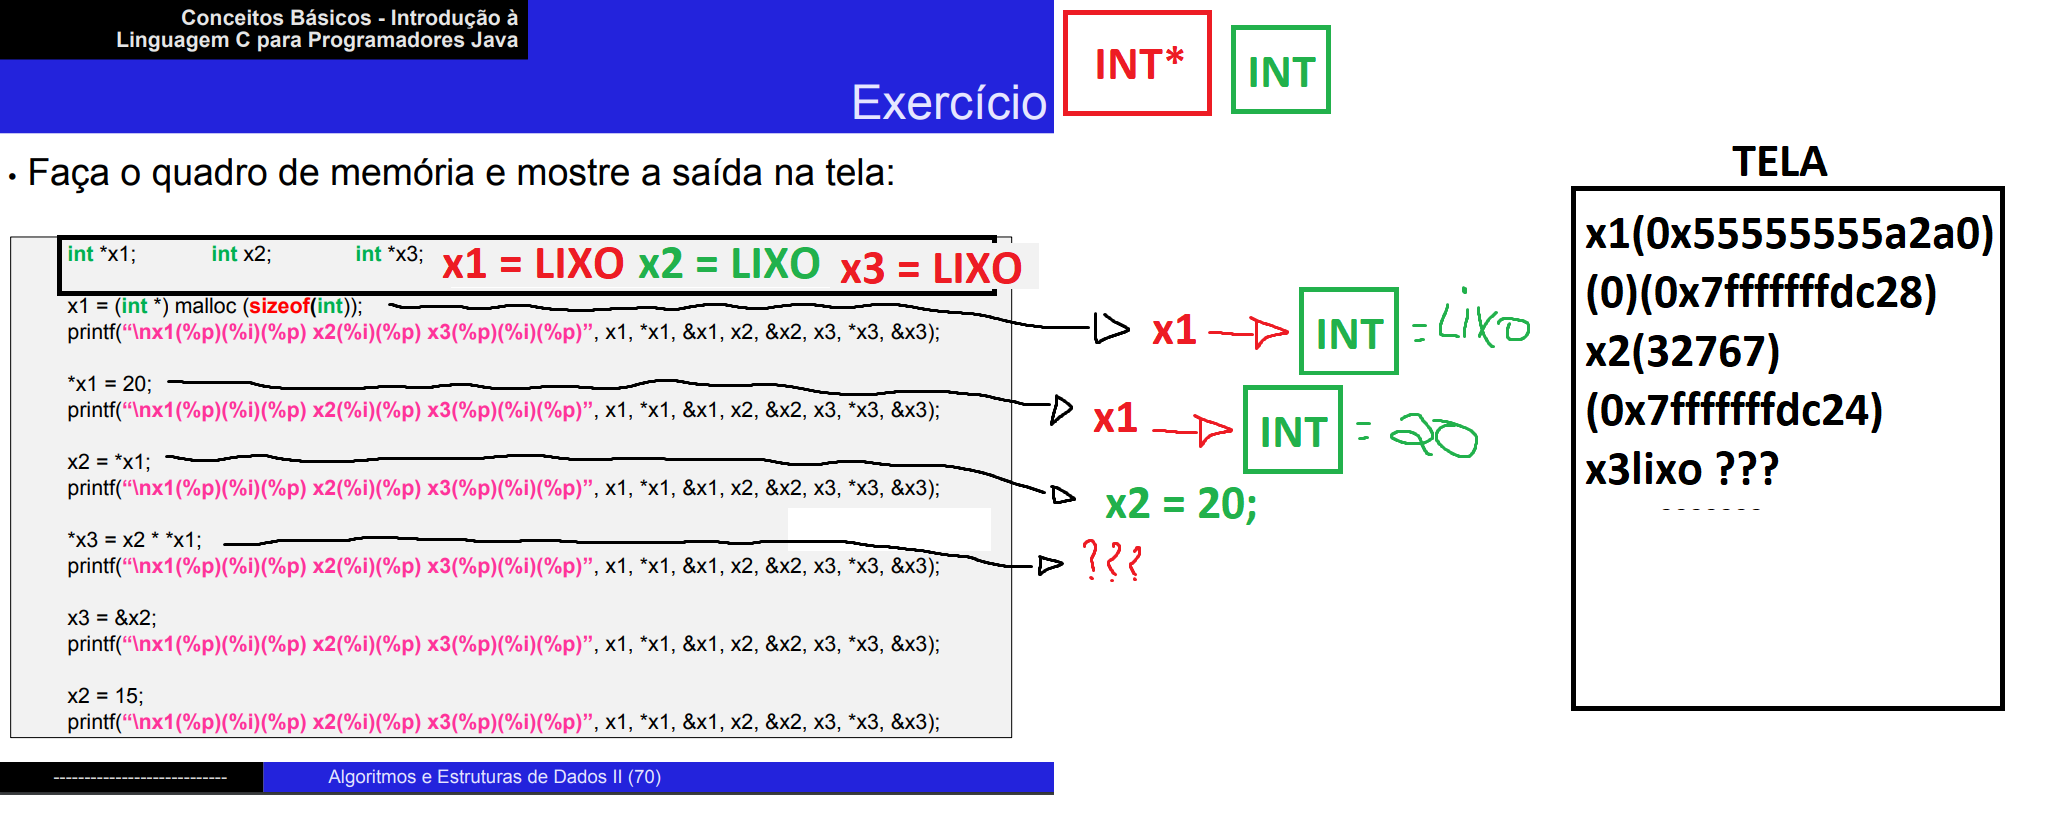 Conceitos Básicos - Introdução à
Linguagem C para Programadores Java
Exercício
INT*
INT
• Faça o quadro de memória e mostre a saída na tela:
int *x1; int x2; int *x3; x1 = LIXO x2 = LIXO x3 = LIXO
x1 = (int *) malloc (sizeof(int));
printf(“\nx1(%p)(%i)(%p) x2(%i)(%p) x3(%p)(%i)(%p)”, x1, *x1, &x1, x2, &x2, x3, *x3, &x3);
x1 INT = LIXO
*x1 = 20;
printf(“\nx1(%p)(%i)(%p) x2(%i)(%p) x3(%p)(%i)(%p)”, x1, *x1, &x1, x2, &x2, x3, *x3, &x3);
x1 INT = 20
x2 = *x1;
printf(“\nx1(%p)(%i)(%p) x2(%i)(%p) x3(%p)(%i)(%p)”, x1, *x1, &x1, x2, &x2, x3, *x3, &x3);
x2 = 20;
*x3 = x2 * *x1;
printf(“\nx1(%p)(%i)(%p) x2(%i)(%p) x3(%p)(%i)(%p)”, x1, *x1, &x1, x2, &x2, x3, *x3, &x3);
???
x3 = &x2;
printf(“\nx1(%p)(%i)(%p) x2(%i)(%p) x3(%p)(%i)(%p)”, x1, *x1, &x1, x2, &x2, x3, *x3, &x3);
x2 = 15;
printf(“\nx1(%p)(%i)(%p) x2(%i)(%p) x3(%p)(%i)(%p)”, x1, *x1, &x1, x2, &x2, x3, *x3, &x3);
TELA
x1(0x55555555a2a0)
(0)(0x7fffffffdc28)
x2(32767)
(0x7fffffffdc24)
x3lixo ???
----------------------------
Algoritmos e Estruturas de Dados II (70)